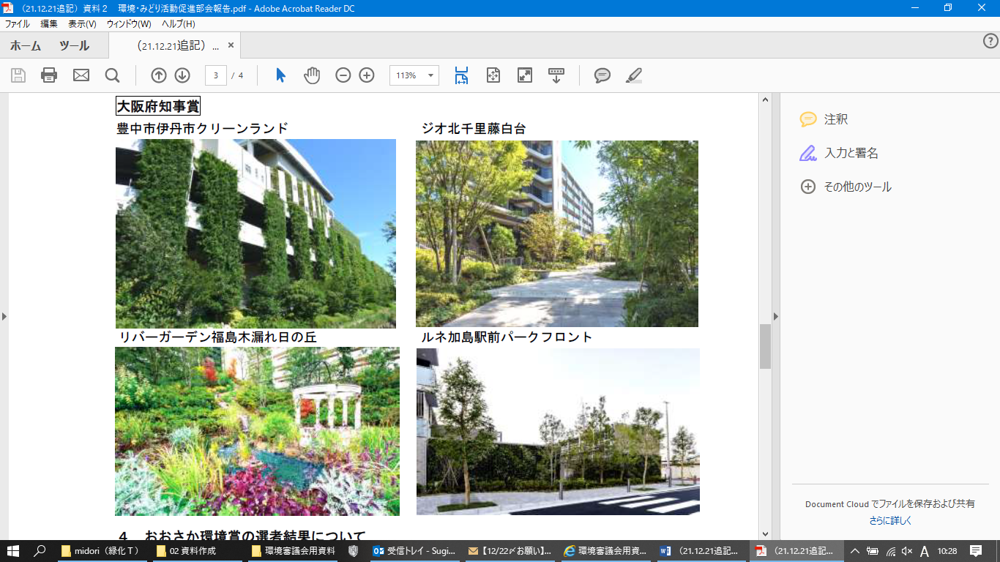 （21.12.21追記）資料２　環境・みどり活動促進部会報告.pdf - Adobe Acrobat Reader DC
ファイル 編集 表示(V) ウィンドウ(W) ヘルプ(H)
ホーム ツール （21.12.21追記）... ×
3 / 4 113%
大阪府知事賞
豊中市伊丹市クリーンランド ジオ北千里藤白台
リバーガーデン福島木漏れ日の丘 ルネ加島駅前パークフロント
４　おおさか環境賞の選考結果について
注釈
入力と署名
その他のツール
Document Cloud でファイルを保存および共有
さらに詳しく
midori（緑化Ｔ） 02 資料作成 環境審議会用資料 受信トレイ - Sugi... 【12/22〆お願い】... 環境審議会用資... （21.12.21追記... （21.12.21追記... A 10:28